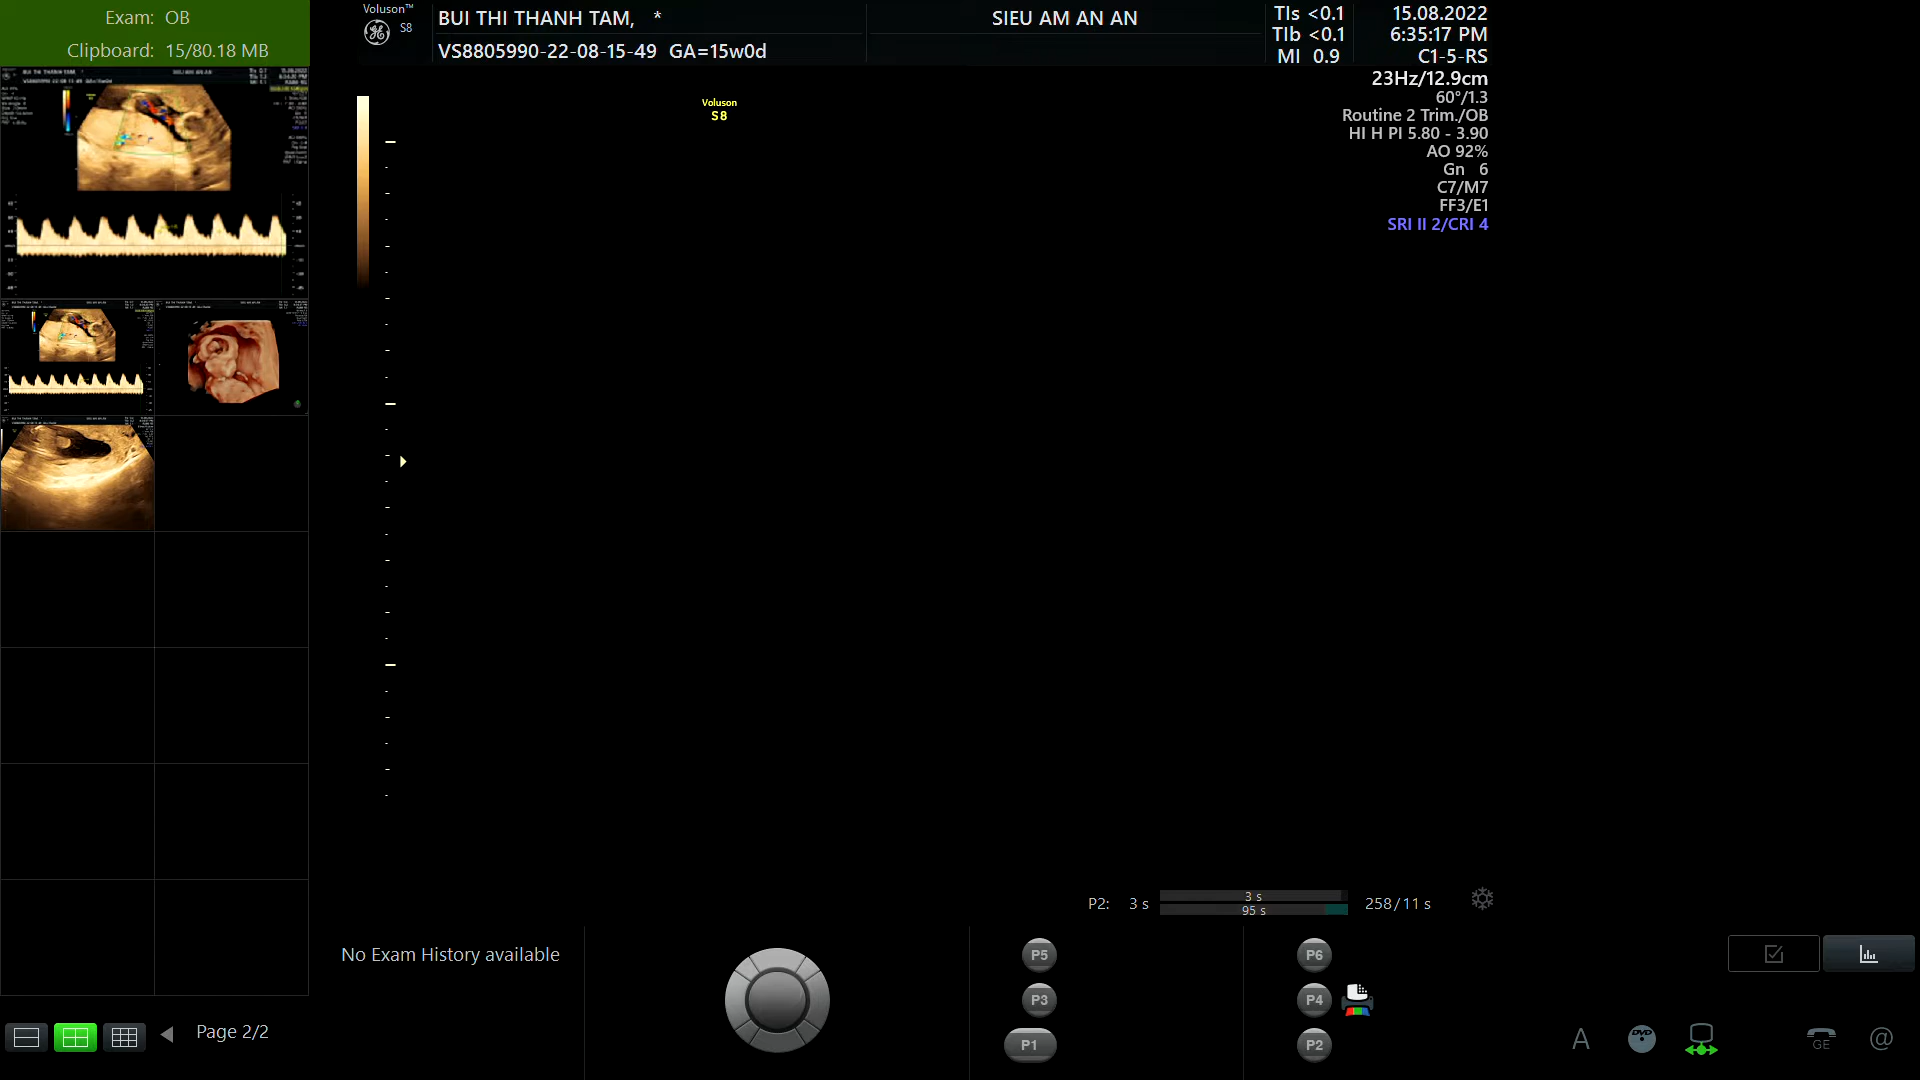 Exam: OB
Clipboard: 15/80.18 MB
Voluson™
S8
BUI THI THANH TAM, *
VS8805990-22-08-15-49 GA=15w0d
SIEU AM AN AN
TIs <0.1
TIb <0.1
MI 0.9
15.08.2022
6:35:17 PM
C1-5-RS
23Hz/12.9cm
60°/1.3
Routine 2 Trim./OB
HI H PI 5.80 - 3.90
AO 92%
Gn 6
C7/M7
FF3/E1
SRI II 2/CRI 4
Voluson
S8
P2: 3 s
3 s
95 s
258/11 s
No Exam History available
P5
P3
P1
P6
P4
P2
Page 2/2
A
DVD
GE
@